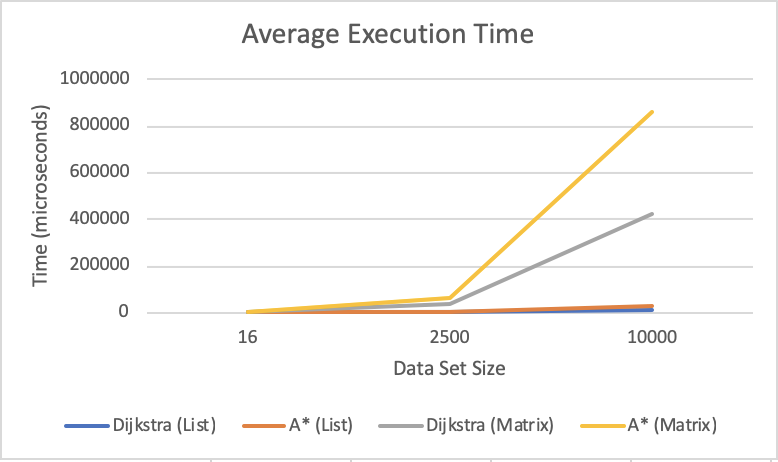 Average Execution Time
1000000
800000
600000
400000
200000
0
Time (microseconds)
16 2500 10000
Data Set Size
Dijkstra (List) A* (List) Dijkstra (Matrix) A* (Matrix)